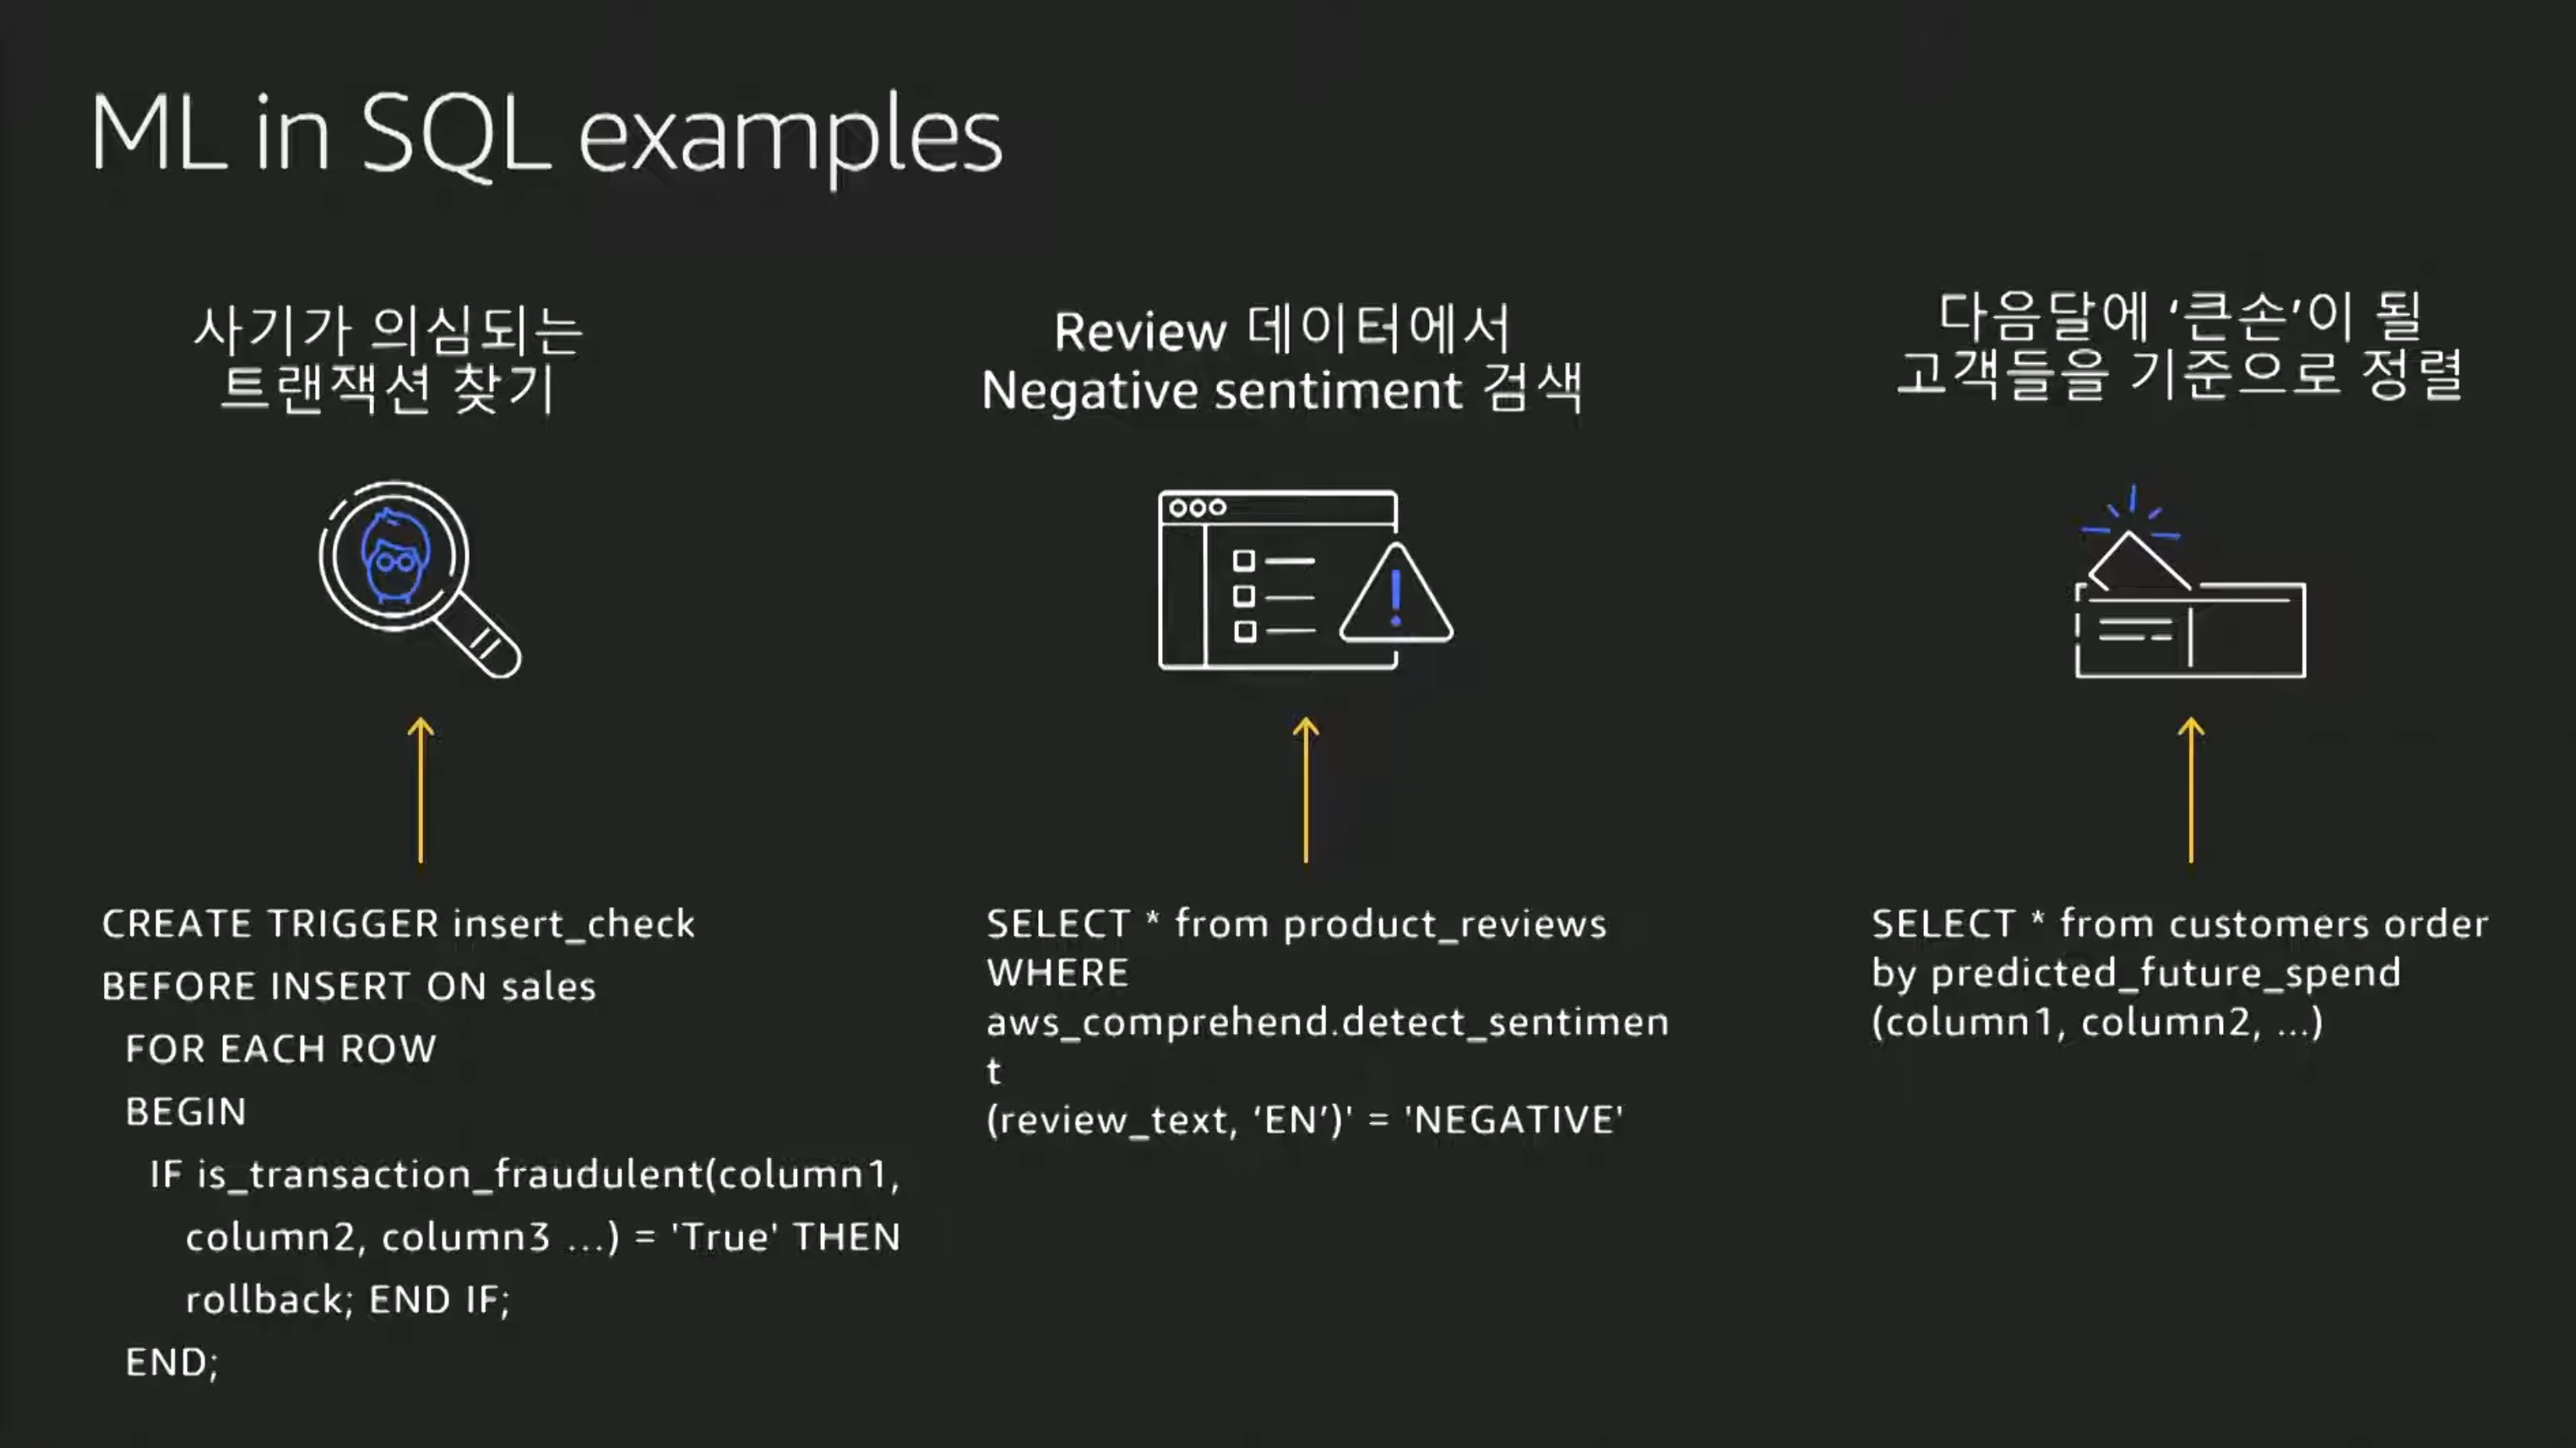 ML in SQL examples
사기가 의심되는
트랜잭션 찾기
CREATE TRIGGER insert_check
BEFORE INSERT ON sales
FOR EACH ROW
BEGIN
IF is_transaction_fraudulent(column1,
column2, column3 ...) = 'True' THEN
rollback; END IF;
END;
Review 데이터에서
Negative sentiment 검색
SELECT * from product_reviews
WHERE
aws_comprehend.detect_sentimen
t
(review_text, ‘EN’)' = 'NEGATIVE'
다음달에 ‘큰손’이 될
고객들을 기준으로 정렬
SELECT * from customers order
by predicted_future_spend
(column1, column2, ...)